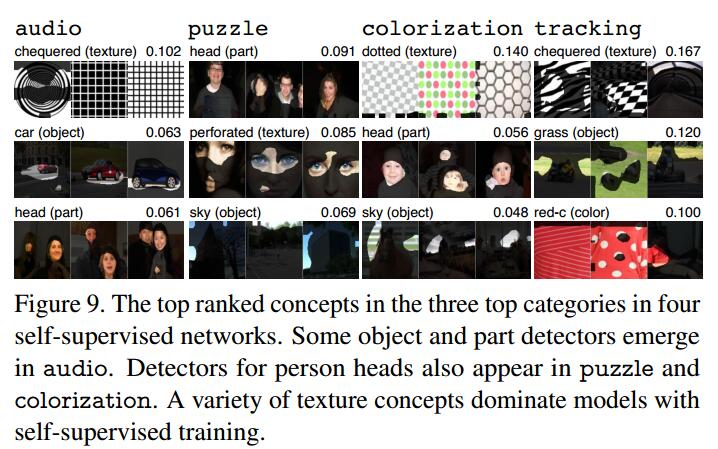 audio puzzle colorization tracking
chequered (texture) 0.102 head (part) 0.091 dotted (texture) 0.140 chequered (texture) 0.167
car (object) 0.063 perforated (texture) 0.085 head (part) 0.056 grass (object) 0.120
head (part) 0.061 sky (object) 0.069 sky (object) 0.048 red-c (color) 0.100
Figure 9. The top ranked concepts in the three top categories in four
self-supervised networks. Some object and part detectors emerge
in audio. Detectors for person heads also appear in puzzle and
colorization. A variety of texture concepts dominate models with
self-supervised training.